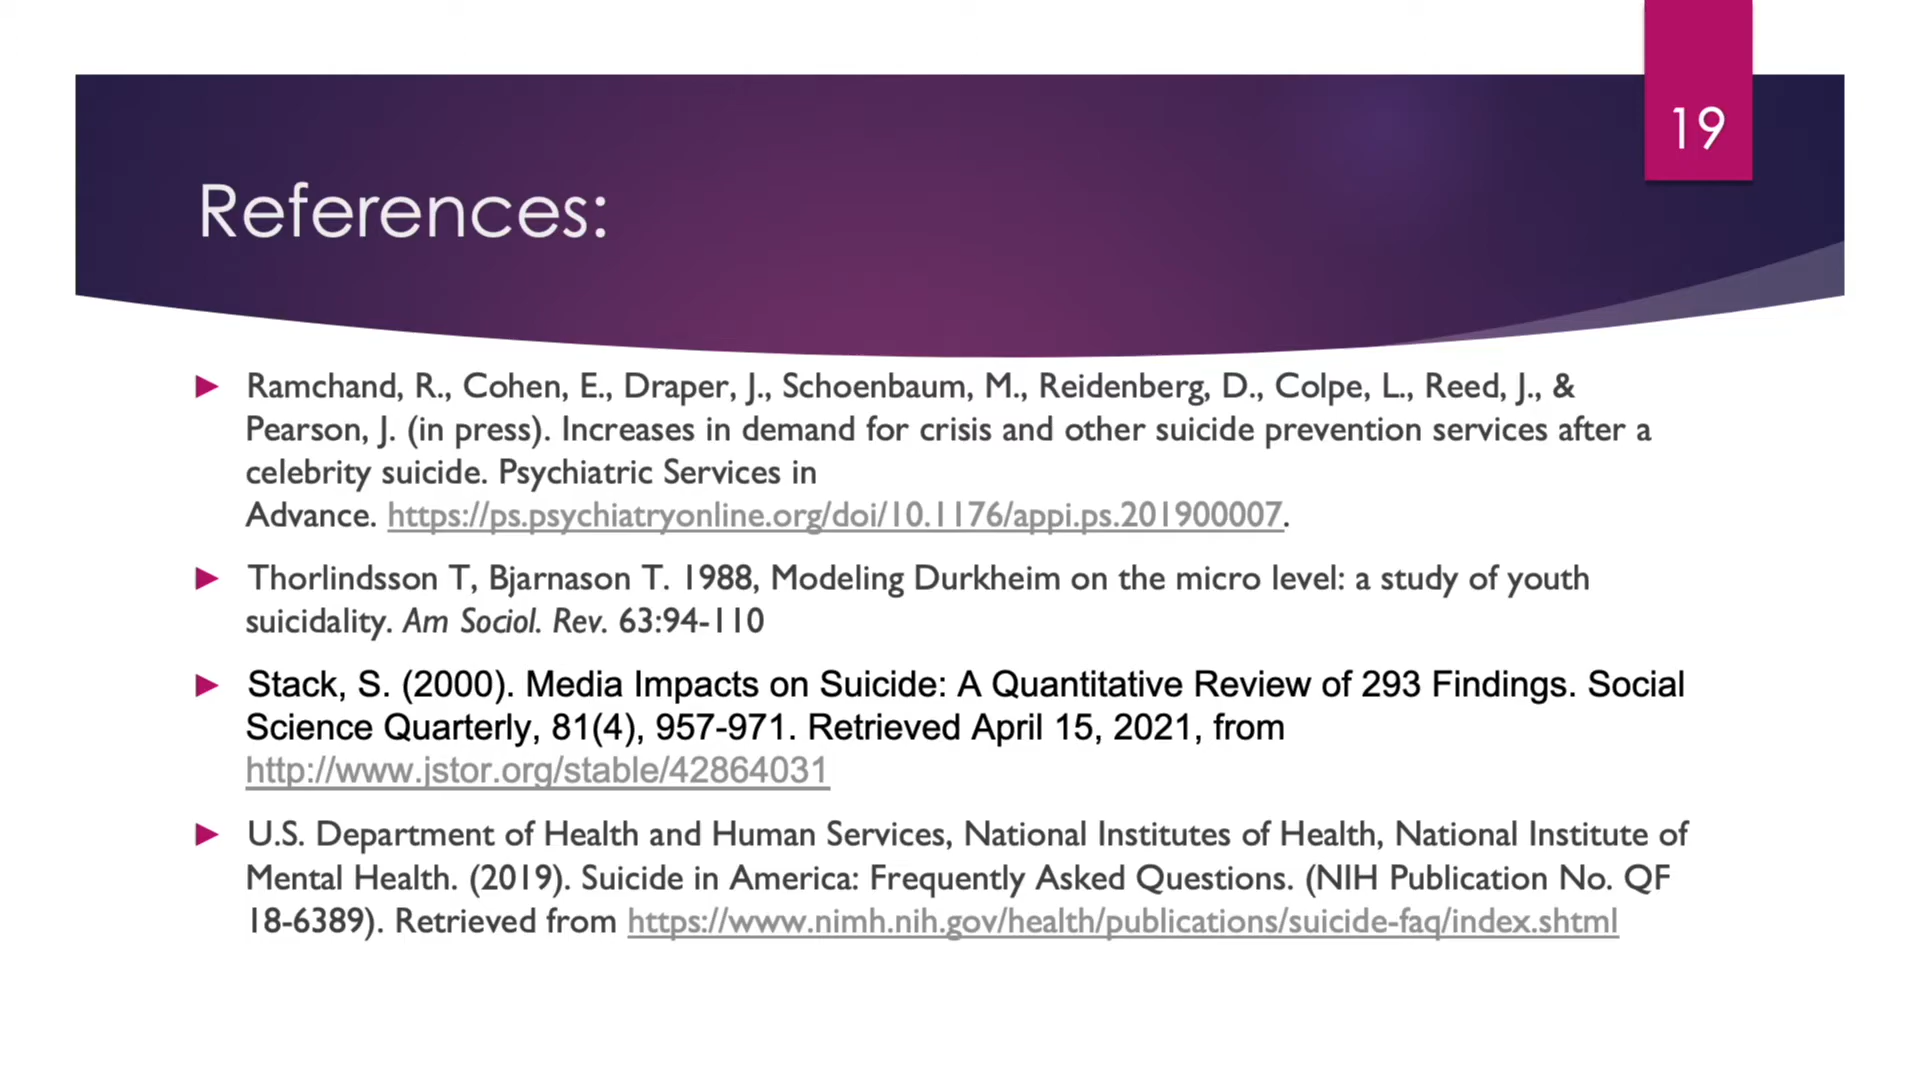 19
References:
Ramchand, R., Cohen, E., Draper, J., Schoenbaum, M., Reidenberg, D., Colpe, L., Reed, J., &
Pearson, J. (in press). Increases in demand for crisis and other suicide prevention services after a
celebrity suicide. Psychiatric Services in
Advance. https://ps.psychiatryonline.org/doi/10.1176/appi.ps.201900007.
Thorlindsson T, Bjarnason T. 1988, Modeling Durkheim on the micro level: a study of youth
suicidality. Am Sociol. Rev. 63:94-110
Stack, S. (2000). Media Impacts on Suicide: A Quantitative Review of 293 Findings. Social
Science Quarterly, 81(4), 957-971. Retrieved April 15, 2021, from
http://www.jstor.org/stable/42864031
U.S. Department of Health and Human Services, National Institutes of Health, National Institute of
Mental Health. (2019). Suicide in America: Frequently Asked Questions. (NIH Publication No. QF
18-6389). Retrieved from https://www.nimh.nih.gov/health/publications/suicide-faq/index.shtml